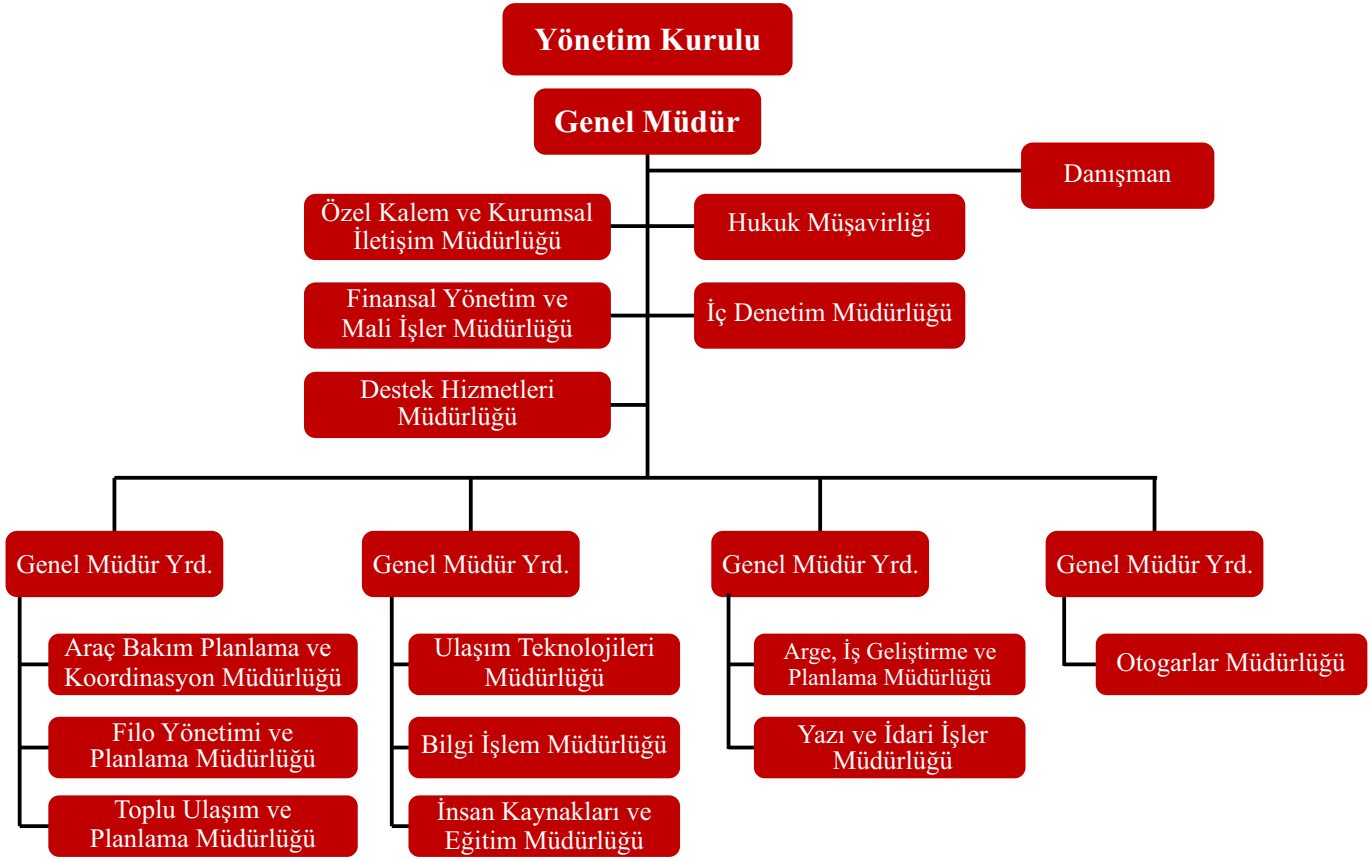 Yönetim Kurulu
Genel Müdür
Danışman
Özel Kalem ve Kurumsal
İletişim Müdürlüğü
Hukuk Müşavirliği
Finansal Yönetim ve
Mali İşler Müdürlüğü
İç Denetim Müdürlüğü
Destek Hizmetleri
Müdürlüğü
Genel Müdür Yrd.
Araç Bakım Planlama ve
Koordinasyon Müdürlüğü
Filo Yönetimi ve
Planlama Müdürlüğü
Toplu Ulaşım ve
Planlama Müdürlüğü
Genel Müdür Yrd.
Ulaşım Teknolojileri
Müdürlüğü
Bilgi İşlem Müdürlüğü
İnsan Kaynakları ve
Eğitim Müdürlüğü
Genel Müdür Yrd.
Arge, İş Geliştirme ve
Planlama Müdürlüğü
Yazı ve İdari İşler
Müdürlüğü
Genel Müdür Yrd.
Otogarlar Müdürlüğü